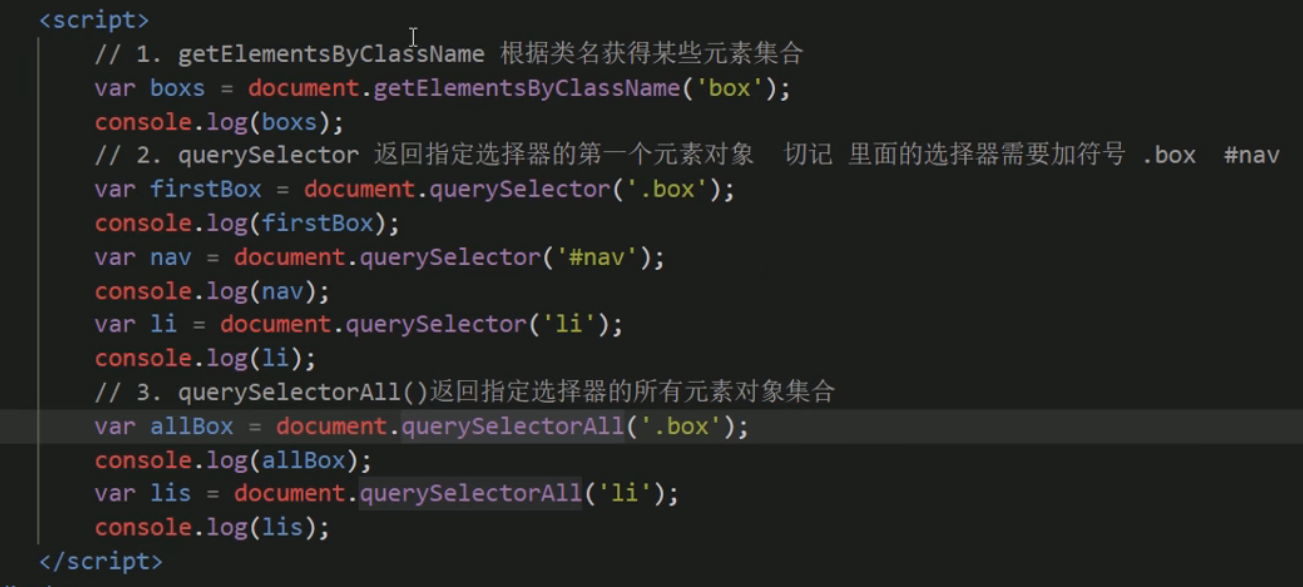 <script>
// 1. getElementsByClassName 根据类名获得某些元素集合
var boxs = document.getElementsByClassName('box');
console.log(boxs);
// 2. querySelector 返回指定选择器的第一个元素对象  切记 里面的选择器需要加符号 .box  #nav
var firstBox = document.querySelector('.box');
console.log(firstBox);
var nav = document.querySelector('#nav');
console.log(nav);
var li = document.querySelector('li');
console.log(li);
// 3. querySelectorAll()返回指定选择器的所有元素对象集合
var allBox = document.querySelectorAll('.box');
console.log(allBox);
var lis = document.querySelectorAll('li');
console.log(lis);
</script>